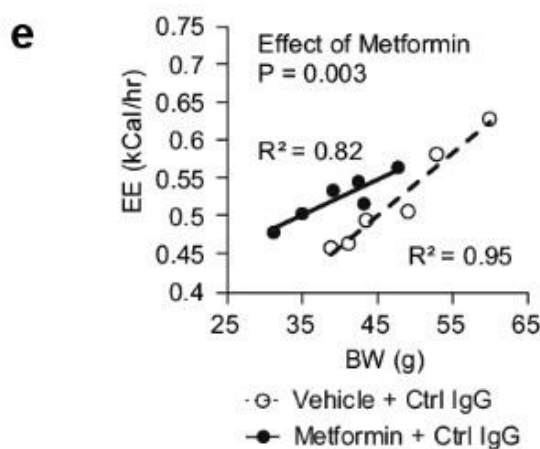 e
Effect of Metformin
P = 0.003
R² = 0.82
R² = 0.95
EE (kCal/hr)
0.75
0.7
0.65
0.6
0.55
0.5
0.45
0.4
25 35 45 55 65
BW (g)
Vehicle + Ctrl IgG
Metformin + Ctrl IgG